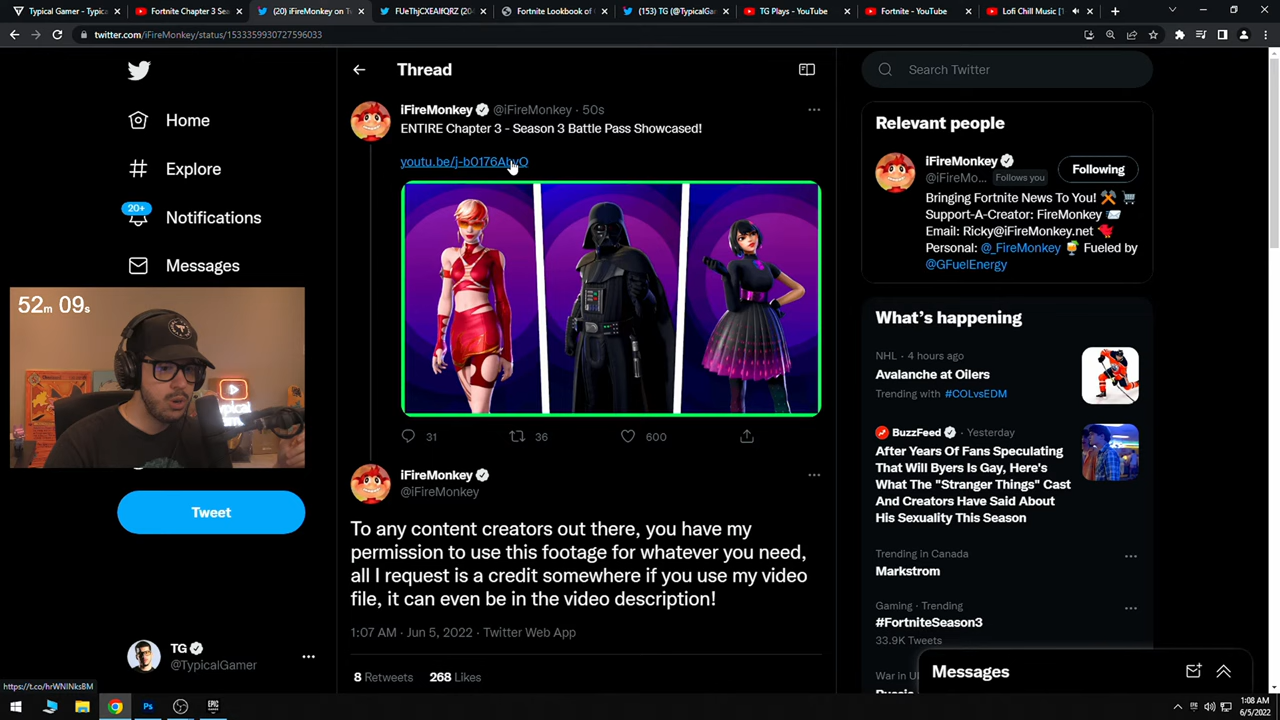 Typical Gamer - Typica
Fortnite Chapter 3 Sea
(20) iFireMonkey on T
FUeThjCXEAIfQRZ (204
Fortnite Lookbook of C
(153) TG (@TypicalGam
TG Plays - YouTube
Fortnite - YouTube
Lofi Chill Music [1
twitter.com/iFireMonkey/status/1533359930727596033
Home
Explore
20+
Notifications
Messages
52m 09s
Tweet
TG
@TypicalGamer
https://t.co/hrWNINksBM
Thread
iFireMonkey @iFireMonkey · 50s
ENTIRE Chapter 3 - Season 3 Battle Pass Showcased!
31
36
600
iFireMonkey
@iFireMonkey
To any content creators out there, you have my
permission to use this footage for whatever you need,
all I request is a credit somewhere if you use my video
file, it can even be in the video description!
1:07 AM · Jun 5, 2022 · Twitter Web App
8 Retweets 268 Likes
Search Twitter
Relevant people
iFireMonkey
@iFireMo... Follows you
Following
Bringing Fortnite News To You!
Support-A-Creator: FireMonkey
Email: Ricky@iFireMonkey.net
Personal: @_FireMonkey Fueled by
@GFuelEnergy
What's happening
NHL · 4 hours ago
Avalanche at Oilers
Trending with #COLvsEDM
BuzzFeed · Yesterday
After Years Of Fans Speculating
That Will Byers Is Gay, Here's
What The "Stranger Things" Cast
And Creators Have Said About
His Sexuality This Season
Trending in Canada
Markstrom
Gaming · Trending
#FortniteSeason3
33.9K Tweets
War in U
Messages
1:08 AM
6/5/2022